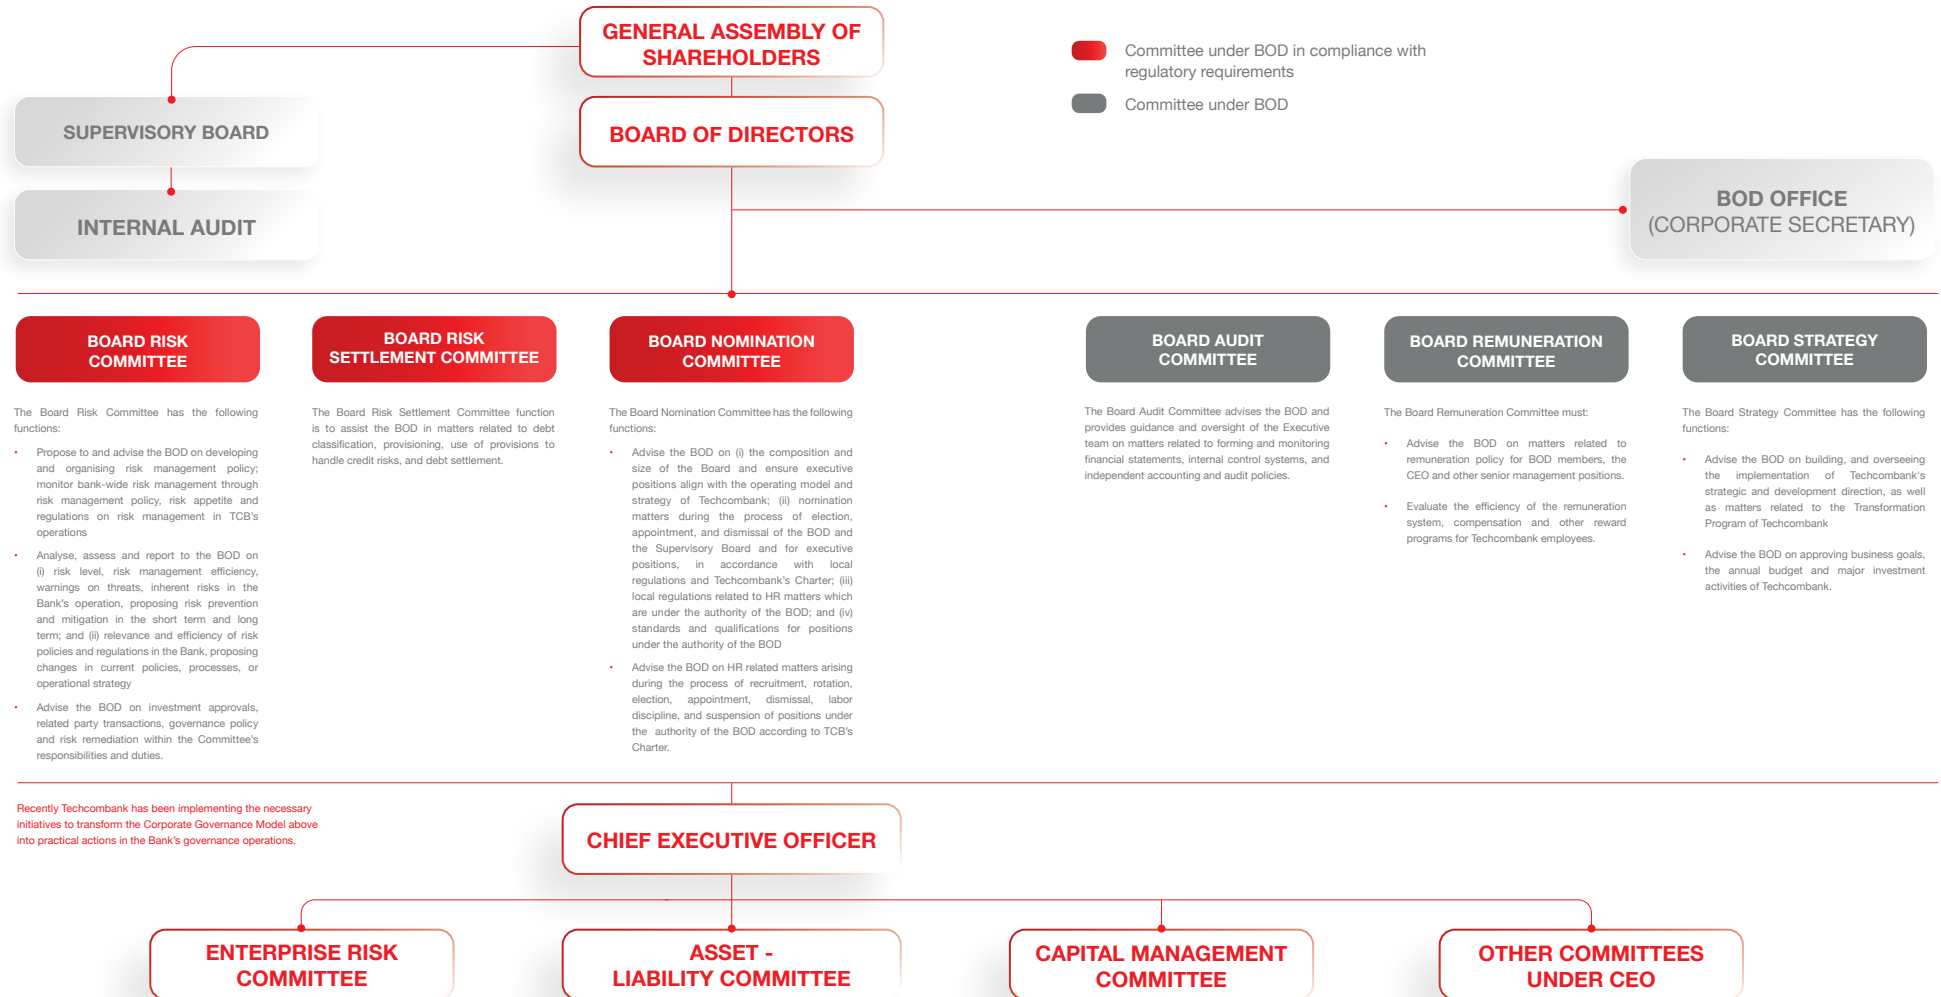 GENERAL ASSEMBLY OF
SHAREHOLDERS
Committee under BOD in compliance with
regulatory requirements
Committee under BOD
SUPERVISORY BOARD
BOARD OF DIRECTORS
INTERNAL AUDIT
BOD OFFICE
(CORPORATE SECRETARY)
BOARD RISK
COMMITTEE
The Board Risk Committee has the following
functions:
• Propose to and advise the BOD on developing
and organising risk management policy;
monitor bank-wide risk management through
risk management policy, risk appetite and
regulations on risk management in TCB's
operations
• Analyse, assess and report to the BOD on
(i) risk level, risk management efficiency,
warnings on threats, inherent risks in the
Bank's operation, proposing risk prevention
and mitigation in the short term and long
term; and (ii) relevance and efficiency of risk
policies and regulations in the Bank, proposing
changes in current policies, processes, or
operational strategy
• Advise the BOD on investment approvals,
related party transactions, governance policy
and risk remediation within the Committee's
responsibilities and duties.
BOARD RISK
SETTLEMENT COMMITTEE
The Board Risk Settlement Committee function
is to assist the BOD in matters related to debt
classification, provisioning, use of provisions to
handle credit risks, and debt settlement.
BOARD NOMINATION
COMMITTEE
The Board Nomination Committee has the following
functions:
• Advise the BOD on (i) the composition and
size of the Board and ensure executive
positions align with the operating model and
strategy of Techcombank; (ii) nomination
matters during the process of election,
appointment, and dismissal of the BOD and
the Supervisory Board and for executive
positions, in accordance with local
regulations and Techcombank's Charter; (iii)
local regulations related to HR matters which
are under the authority of the BOD; and (iv)
standards and qualifications for positions
under the authority of the BOD
• Advise the BOD on HR related matters arising
during the process of recruitment, rotation,
election, appointment, dismissal, labor
discipline, and suspension of positions under
the authority of the BOD according to TCB's
Charter.
BOARD AUDIT
COMMITTEE
The Board Audit Committee advises the BOD and
provides guidance and oversight of the Executive
team on matters related to forming and monitoring
financial statements, internal control systems, and
independent accounting and audit policies.
BOARD REMUNERATION
COMMITTEE
The Board Remuneration Committee must:
• Advise the BOD on matters related to
remuneration policy for BOD members, the
CEO and other senior management positions.
• Evaluate the efficiency of the remuneration
system, compensation and other reward
programs for Techcombank employees.
BOARD STRATEGY
COMMITTEE
The Board Strategy Committee has the following
functions:
• Advise the BOD on building, and overseeing
the implementation of Techcombank's
strategic and development direction, as well
as matters related to the Transformation
Program of Techcombank
• Advise the BOD on approving business goals,
the annual budget and major investment
activities of Techcombank.
Recently Techcombank has been implementing the necessary
initiatives to transform the Corporate Governance Model above
into practical actions in the Bank's governance operations.
CHIEF EXECUTIVE OFFICER
ENTERPRISE RISK
COMMITTEE
ASSET -
LIABILITY COMMITTEE
CAPITAL MANAGEMENT
COMMITTEE
OTHER COMMITTEES
UNDER CEO